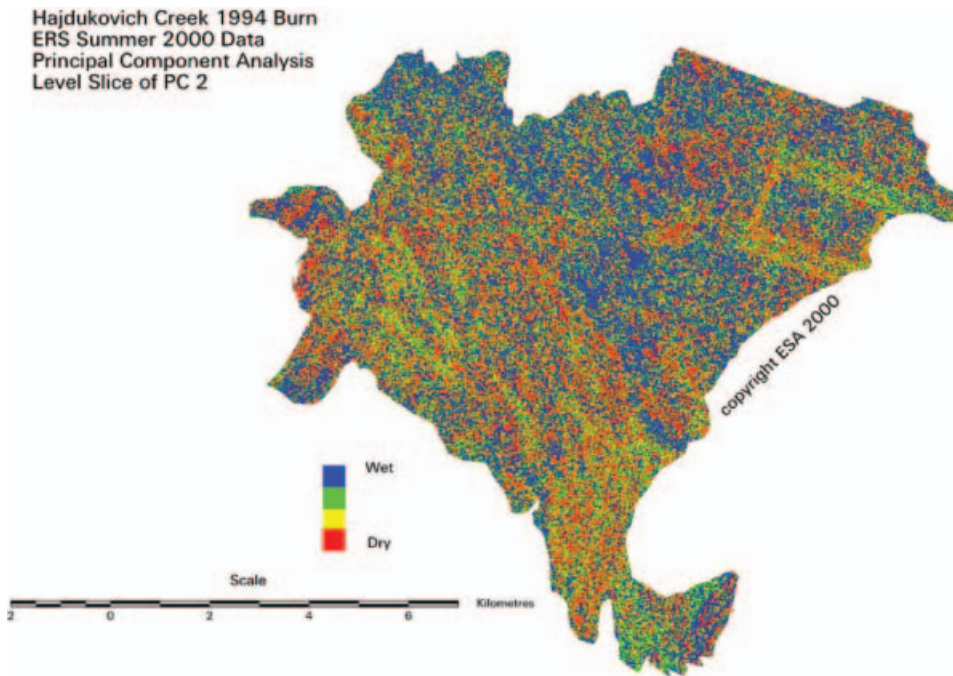 Hajdukovich Creek 1994 Burn
ERS Summer 2000 Data
Principal Component Analysis
Level Slice of PC 2
copyright ESA 2000
Wet
Dry
Scale
Kilometres
2 0 2 4 6